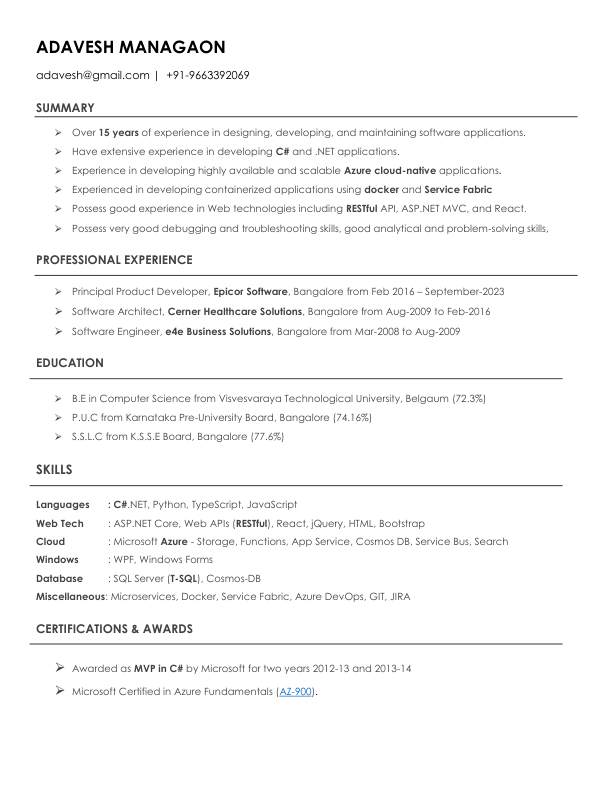 ADAVESH MANAGAON
adavesh@gmail.com | +91-9663392069
SUMMARY
➢ Over 15 years of experience in designing, developing, and maintaining software applications.
➢ Have extensive experience in developing C# and .NET applications.
➢ Experience in developing highly available and scalable Azure cloud-native applications.
➢ Experienced in developing containerized applications using docker and Service Fabric
➢ Possess good experience in Web technologies including RESTful API, ASP.NET MVC, and React.
➢ Possess very good debugging and troubleshooting skills, good analytical and problem-solving skills,
PROFESSIONAL EXPERIENCE
➢ Principal Product Developer, Epicor Software, Bangalore from Feb 2016 – September-2023
➢ Software Architect, Cerner Healthcare Solutions, Bangalore from Aug-2009 to Feb-2016
➢ Software Engineer, e4e Business Solutions, Bangalore from Mar-2008 to Aug-2009
EDUCATION
➢ B.E in Computer Science from Visvesvaraya Technological University, Belgaum (72.3%)
➢ P.U.C from Karnataka Pre-University Board, Bangalore (74.16%)
➢ S.S.L.C from K.S.S.E Board, Bangalore (77.6%)
SKILLS
Languages : C#.NET, Python, TypeScript, JavaScript
Web Tech : ASP.NET Core, Web APIs (RESTful), React, jQuery, HTML, Bootstrap
Cloud : Microsoft Azure - Storage, Functions, App Service, Cosmos DB, Service Bus, Search
Windows : WPF, Windows Forms
Database : SQL Server (T-SQL), Cosmos-DB
Miscellaneous: Microservices, Docker, Service Fabric, Azure DevOps, GIT, JIRA
CERTIFICATIONS & AWARDS
➢ Awarded as MVP in C# by Microsoft for two years 2012-13 and 2013-14
➢ Microsoft Certified in Azure Fundamentals (AZ-900).